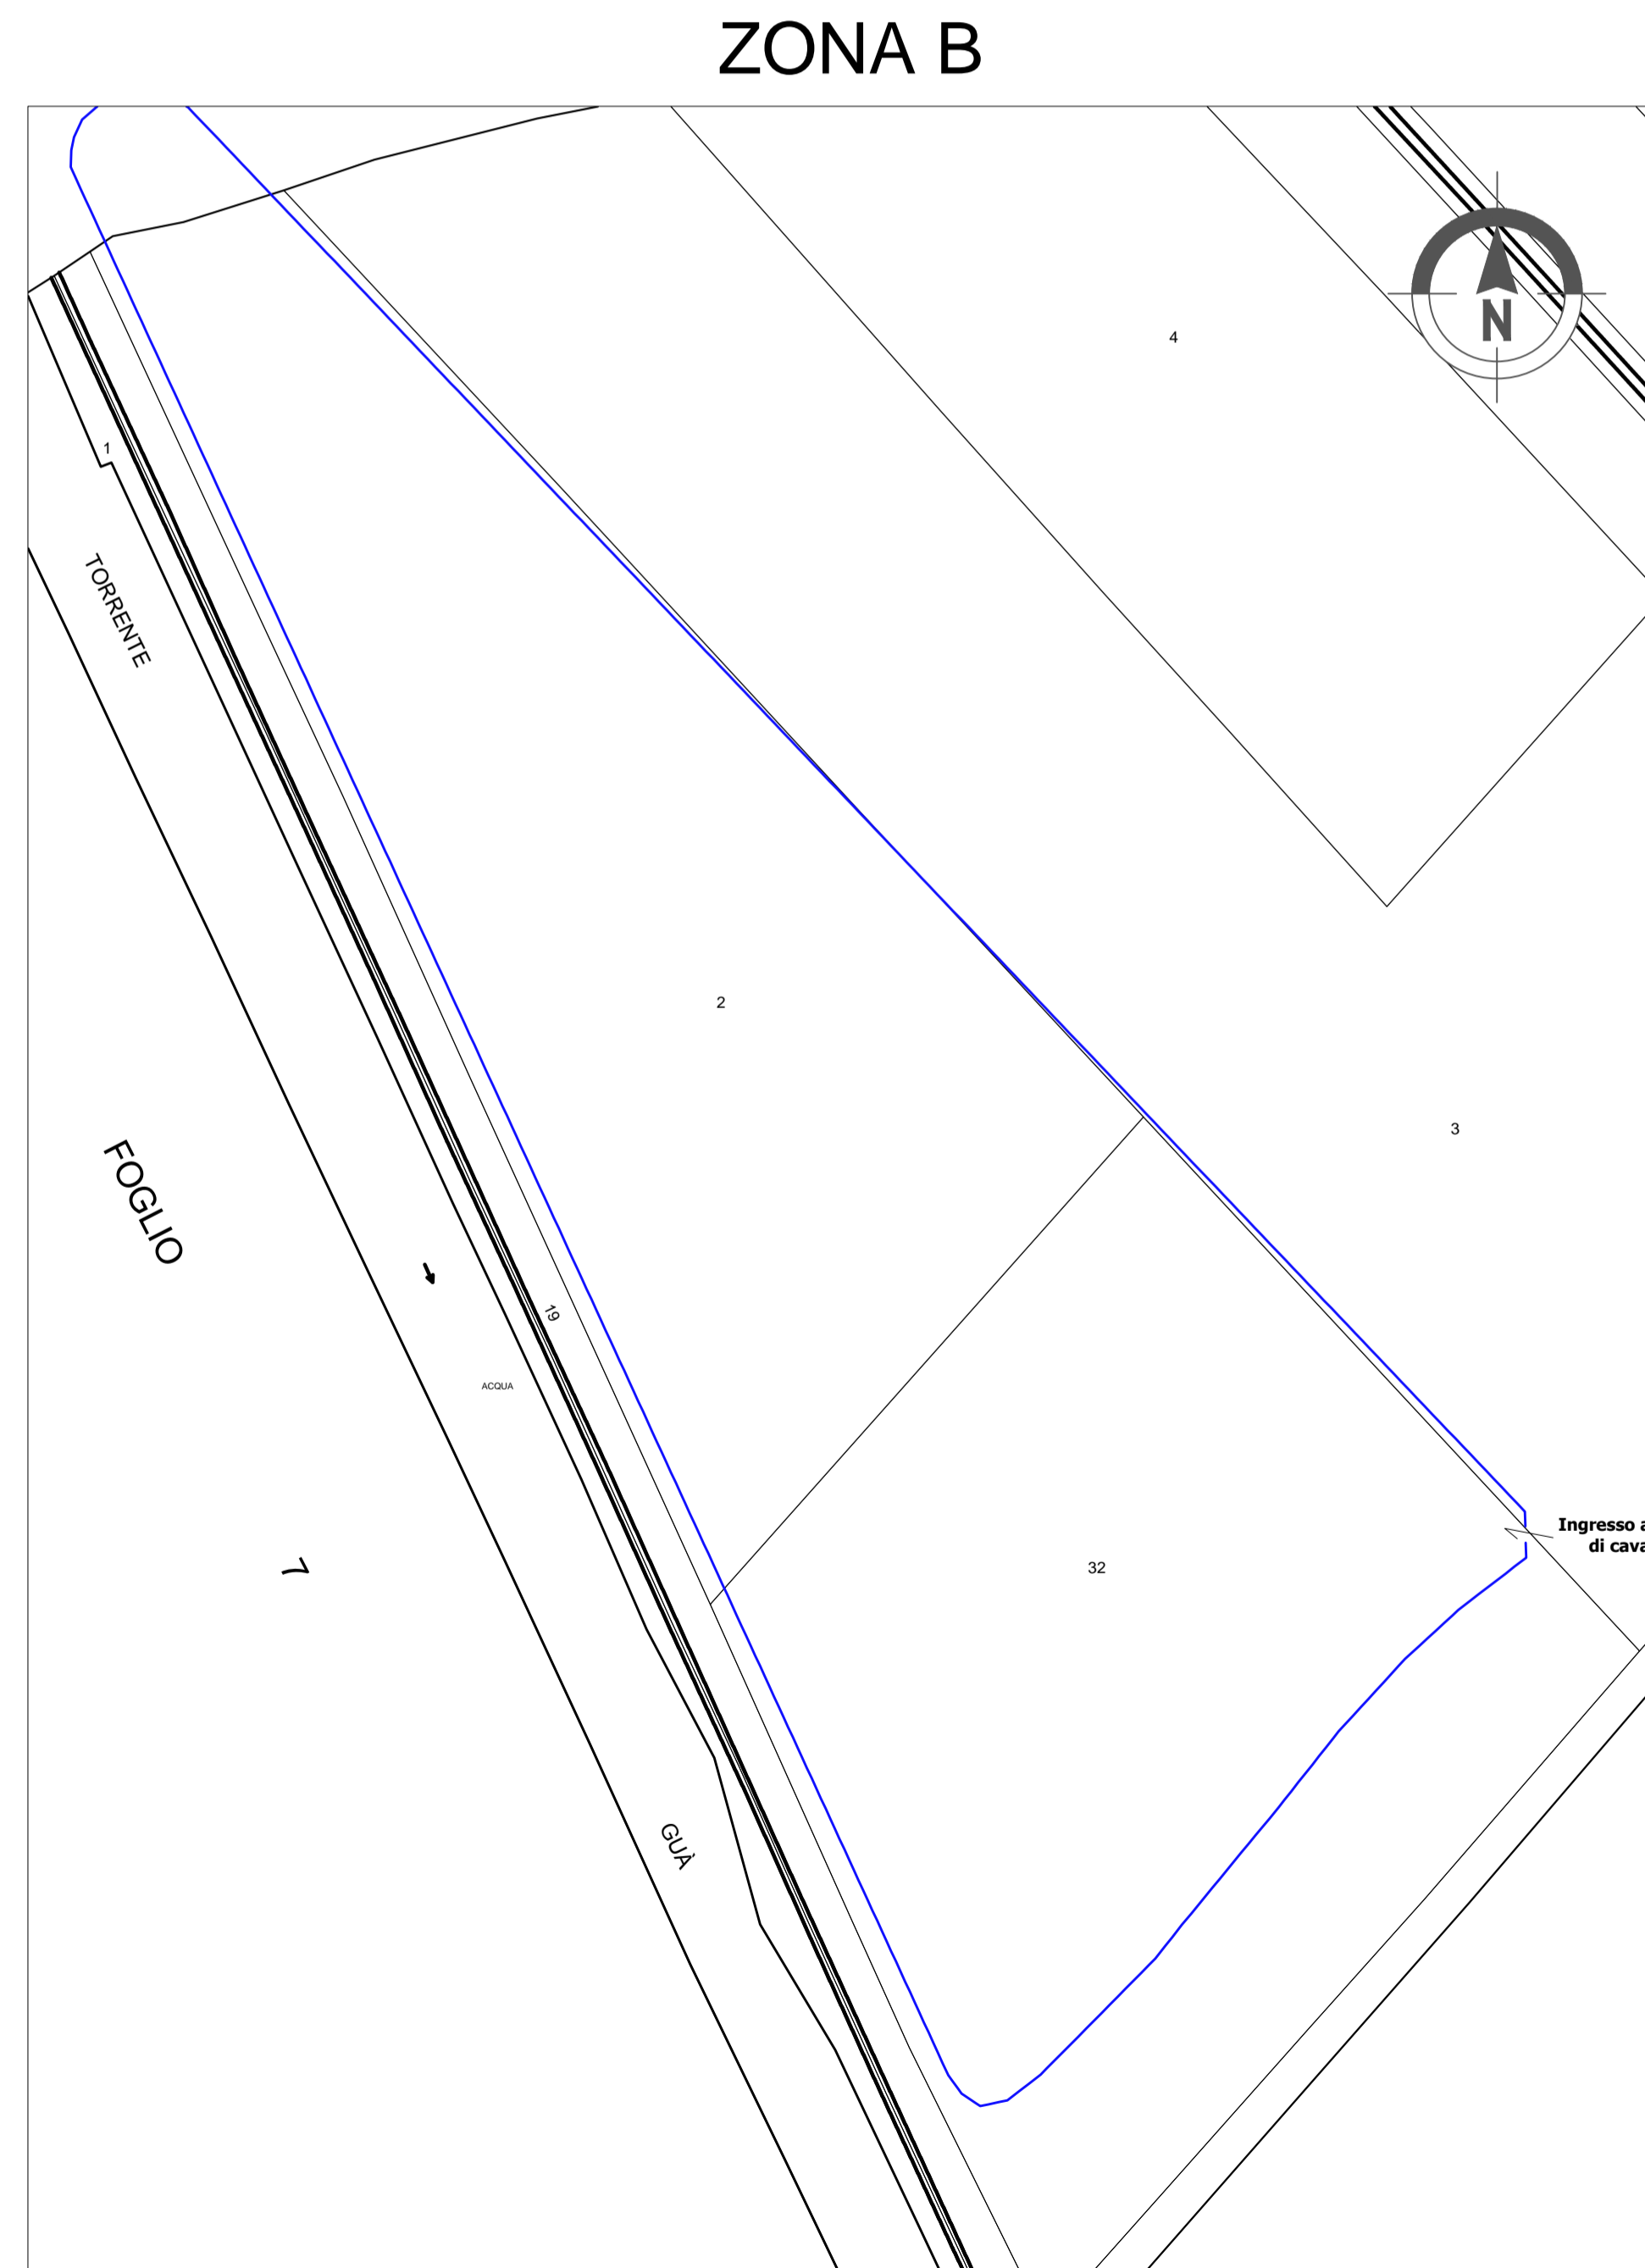 ZONA B
4
N
1
TORRENTE
2
FOGLIO
3
19
ACQUA
Ingresso a
di cava
32
7
GUÀ